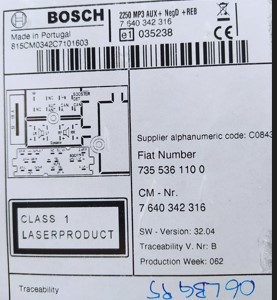 BOSCH
2250 MP3 AUX+ NegO +REB
7 640 342 316
Made in Portugal
815CM0342C7101603
e1 035238
Supplier alphanumeric code: C0843
Fiat Number
735 536 110 0
CM - Nr.
7 640 342 316
CLASS 1
LASERPRODUCT
SW - Version: 32.04
Traceability V. Nr: B
Production Week: 062
Traceability